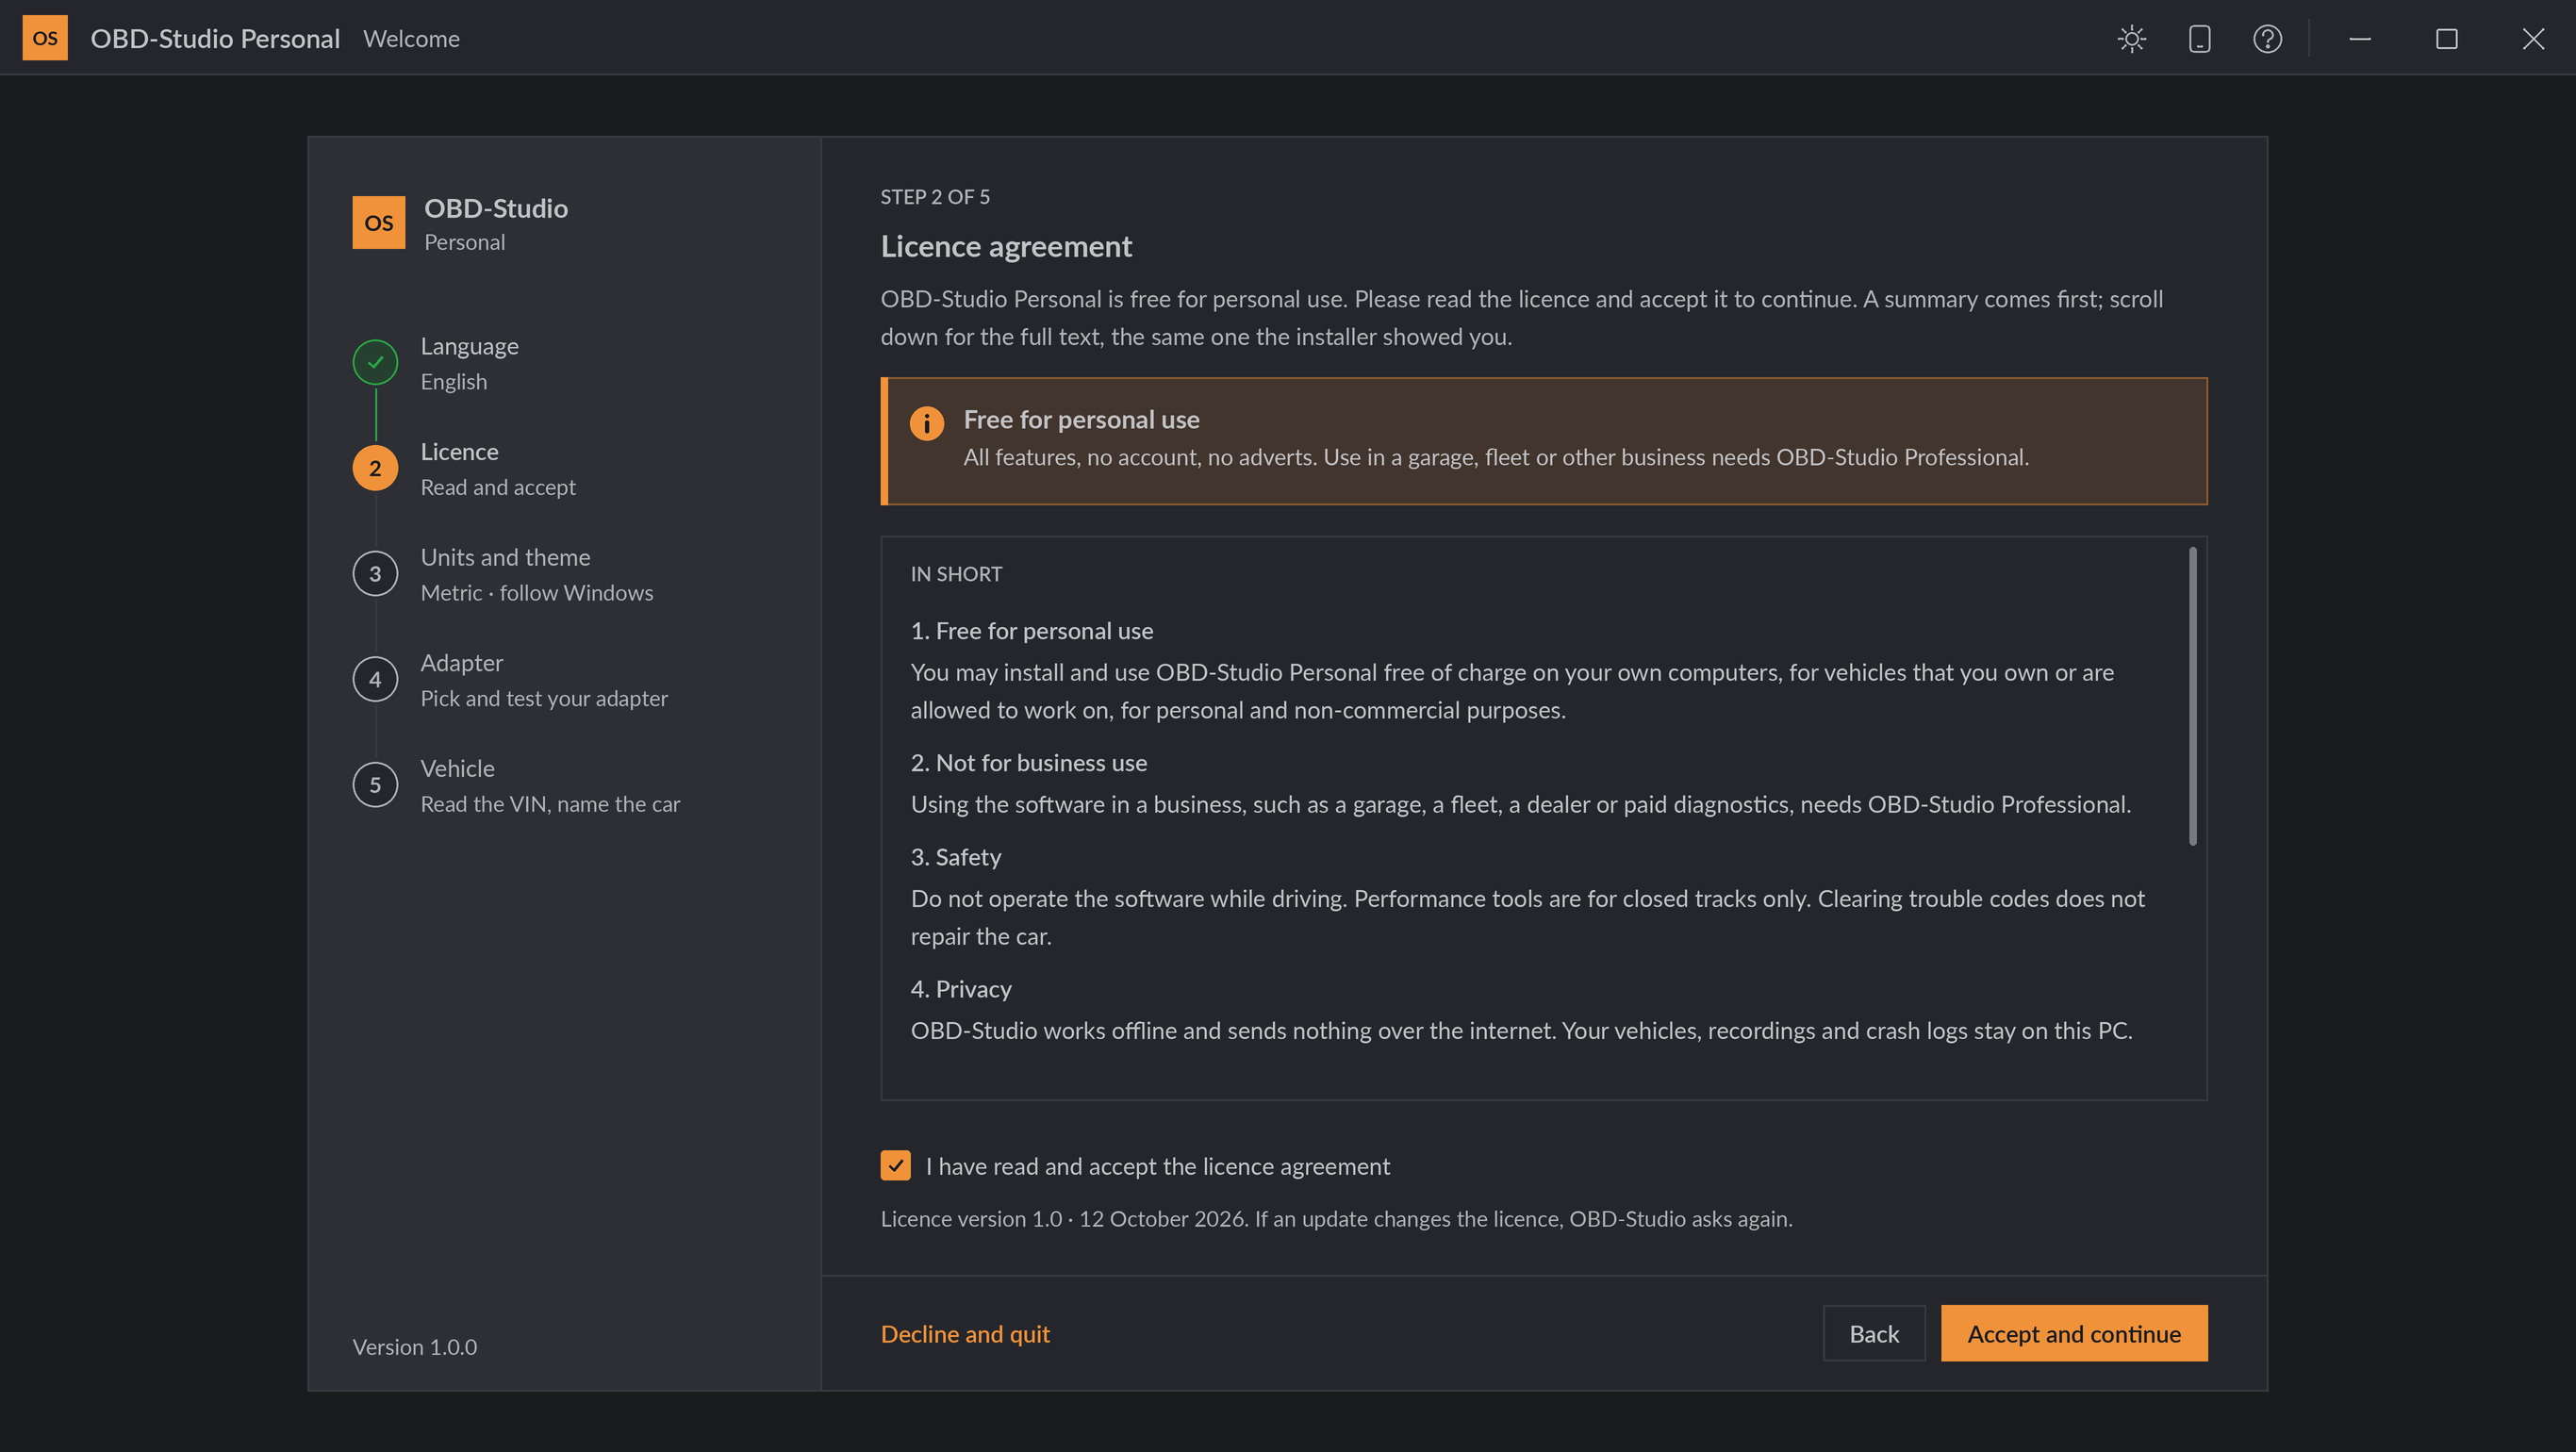 OS OBD-Studio Personal Welcome
OS
OBD-Studio
Personal
Language
English
2
Licence
Read and accept
3
Units and theme
Metric · follow Windows
4
Adapter
Pick and test your adapter
5
Vehicle
Read the VIN, name the car
Version 1.0.0
STEP 2 OF 5
Licence agreement
OBD-Studio Personal is free for personal use. Please read the licence and accept it to continue. A summary comes first; scroll
down for the full text, the same one the installer showed you.
Free for personal use
All features, no account, no adverts. Use in a garage, fleet or other business needs OBD-Studio Professional.
IN SHORT
1. Free for personal use
You may install and use OBD-Studio Personal free of charge on your own computers, for vehicles that you own or are
allowed to work on, for personal and non-commercial purposes.
2. Not for business use
Using the software in a business, such as a garage, a fleet, a dealer or paid diagnostics, needs OBD-Studio Professional.
3. Safety
Do not operate the software while driving. Performance tools are for closed tracks only. Clearing trouble codes does not
repair the car.
4. Privacy
OBD-Studio works offline and sends nothing over the internet. Your vehicles, recordings and crash logs stay on this PC.
I have read and accept the licence agreement
Licence version 1.0 · 12 October 2026. If an update changes the licence, OBD-Studio asks again.
Decline and quit
Back
Accept and continue